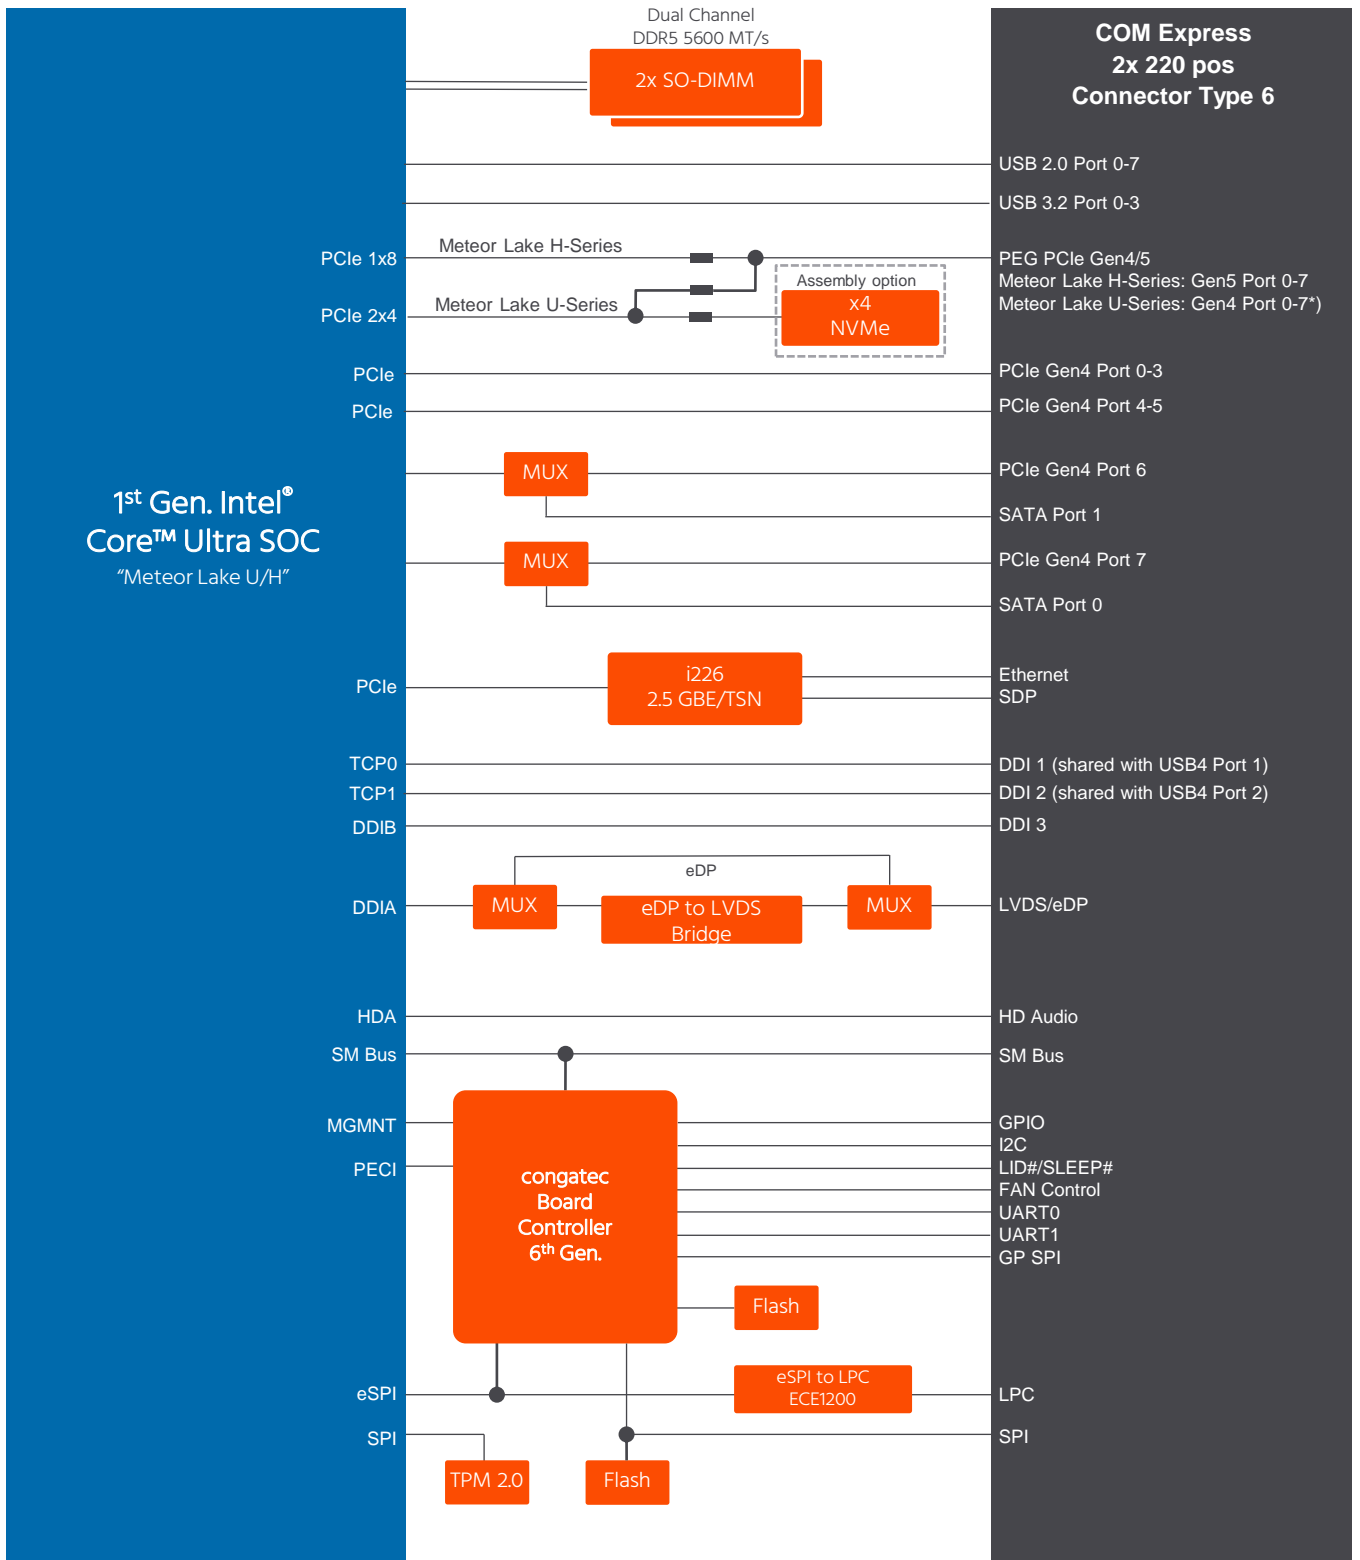 Dual Channel
DDR5 5600 MT/s
2x SO-DIMM
COM Express
2x 220 pos
Connector Type 6
USB 2.0 Port 0-7
USB 3.2 Port 0-3
PCIe 1x8
Meteor Lake H-Series
PEG PCIe Gen4/5
Meteor Lake H-Series: Gen5 Port 0-7
Meteor Lake U-Series: Gen4 Port 0-7*)
PCIe 2x4
Meteor Lake U-Series
Assembly option
x4
NVMe
PCIe
PCIe Gen4 Port 0-3
PCIe
PCIe Gen4 Port 4-5
MUX
PCIe Gen4 Port 6
SATA Port 1
1st Gen. Intel®
Core™ Ultra SOC
“Meteor Lake U/H”
MUX
PCIe Gen4 Port 7
SATA Port 0
PCIe
i226
2.5 GBE/TSN
Ethernet
SDP
TCP0
DDI 1 (shared with USB4 Port 1)
TCP1
DDI 2 (shared with USB4 Port 2)
DDIB
DDI 3
eDP
DDIA
MUX
eDP to LVDS
Bridge
MUX
LVDS/eDP
HDA
HD Audio
SM Bus
SM Bus
MGMNT
PECI
congatec
Board
Controller
6th Gen.
GPIO
I2C
LID#/SLEEP#
FAN Control
UART0
UART1
GP SPI
Flash
eSPI
eSPI to LPC
ECE1200
LPC
SPI
SPI
TPM 2.0
Flash